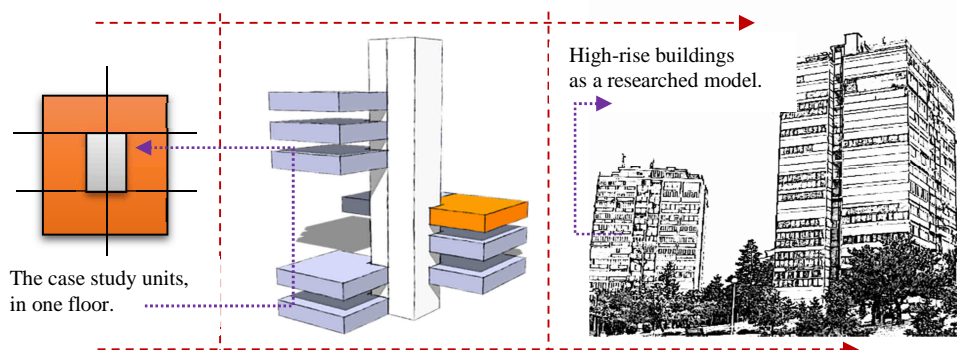 High-rise buildings
as a researched model.
The case study units,
in one floor.